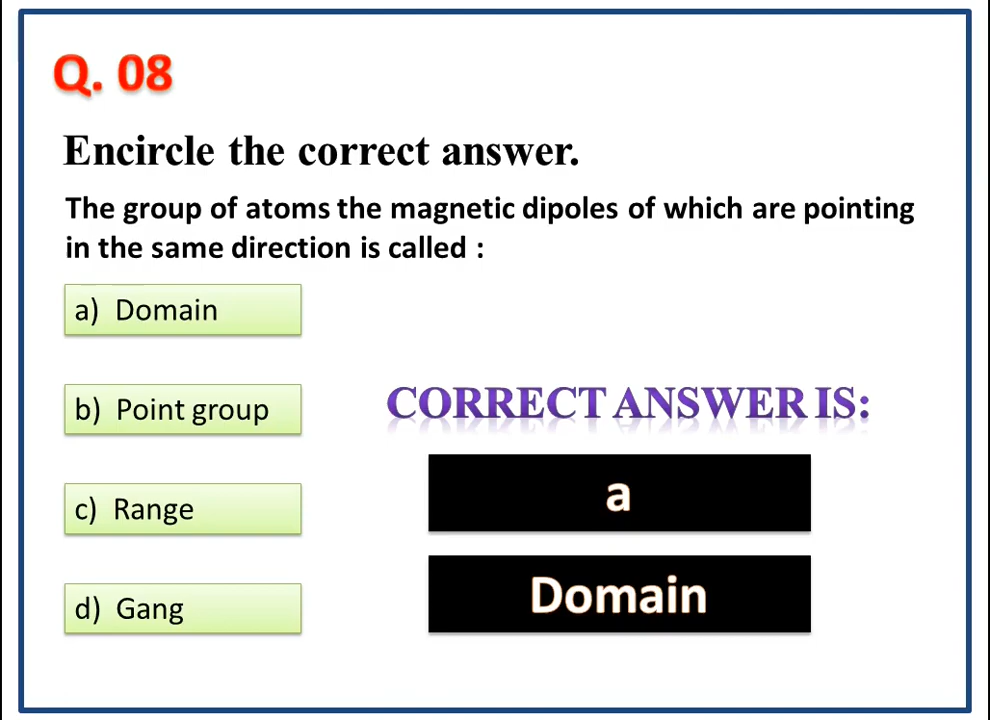 Q. 08
Encircle the correct answer.
The group of atoms the magnetic dipoles of which are pointing
in the same direction is called :
a) Domain
b) Point group
c) Range
d) Gang
CORRECT ANSWER IS:
a
Domain